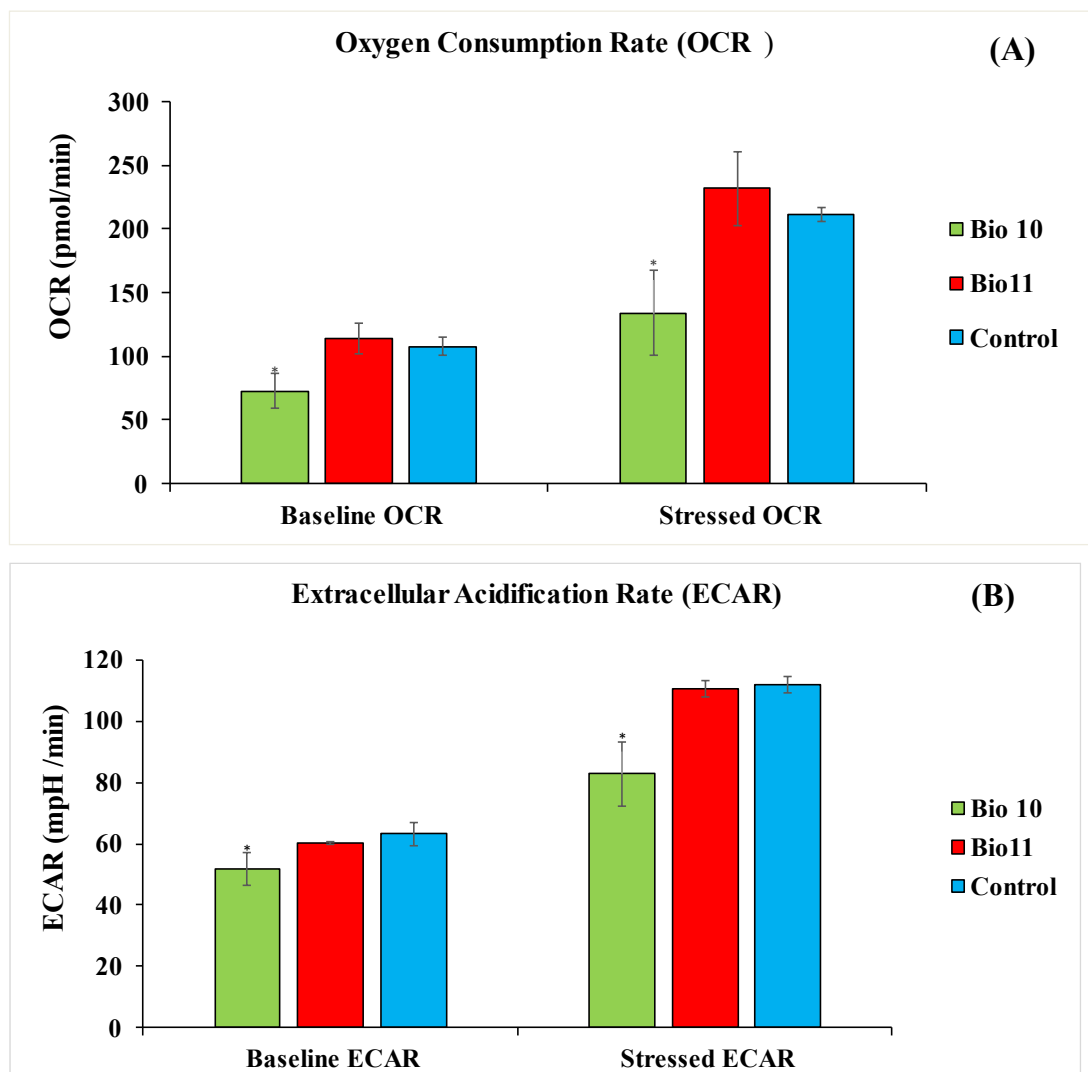 Oxygen Consumption Rate (OCR )
(A)
300
250
200
150
100
50
0
OCR (pmol/min)
*
*
Baseline OCR
Stressed OCR
Bio 10
Bio11
Control
Extracellular Acidification Rate (ECAR)
(B)
120
100
80
60
40
20
0
ECAR (mpH /min)
*
*
Baseline ECAR
Stressed ECAR
Bio 10
Bio11
Control